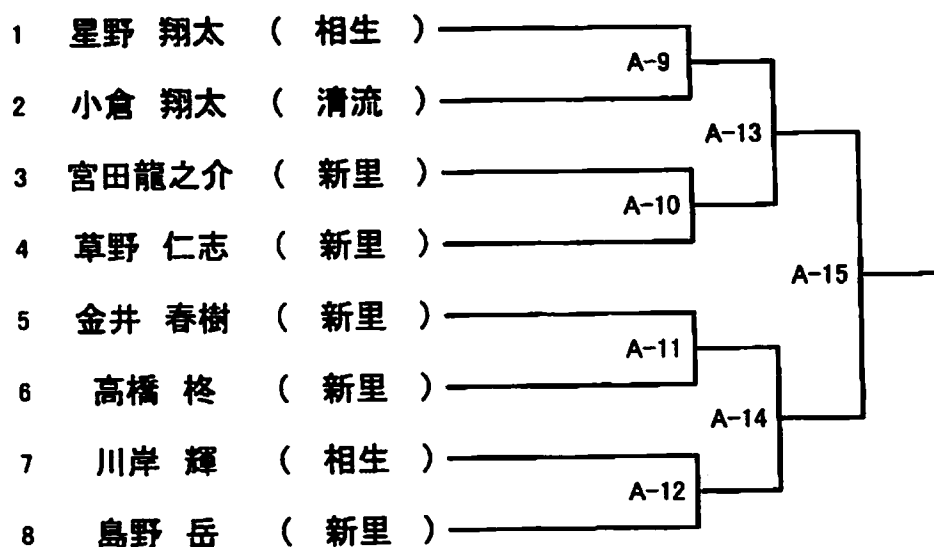 1 星野 翔太 ( 相生 )
A-9
2 小倉 翔太 ( 清流 )
A-13
3 宮田龍之介 ( 新里 )
A-10
4 草野 仁志 ( 新里 )
A-15
5 金井 春樹 ( 新里 )
A-11
6 高橋 柊 ( 新里 )
A-14
7 川岸 輝 ( 相生 )
A-12
8 島野 岳 ( 新里 )